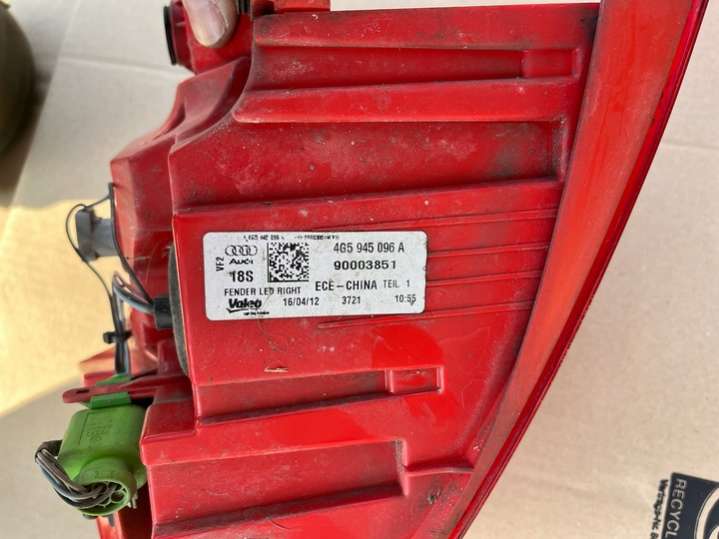 Audi
VF2
18S
4G5 945 096 A
90003851
ECE-CHINA TEIL 1
FENDER LED RIGHT
Valeo
16/04/12 3721 10:55
RECYCL